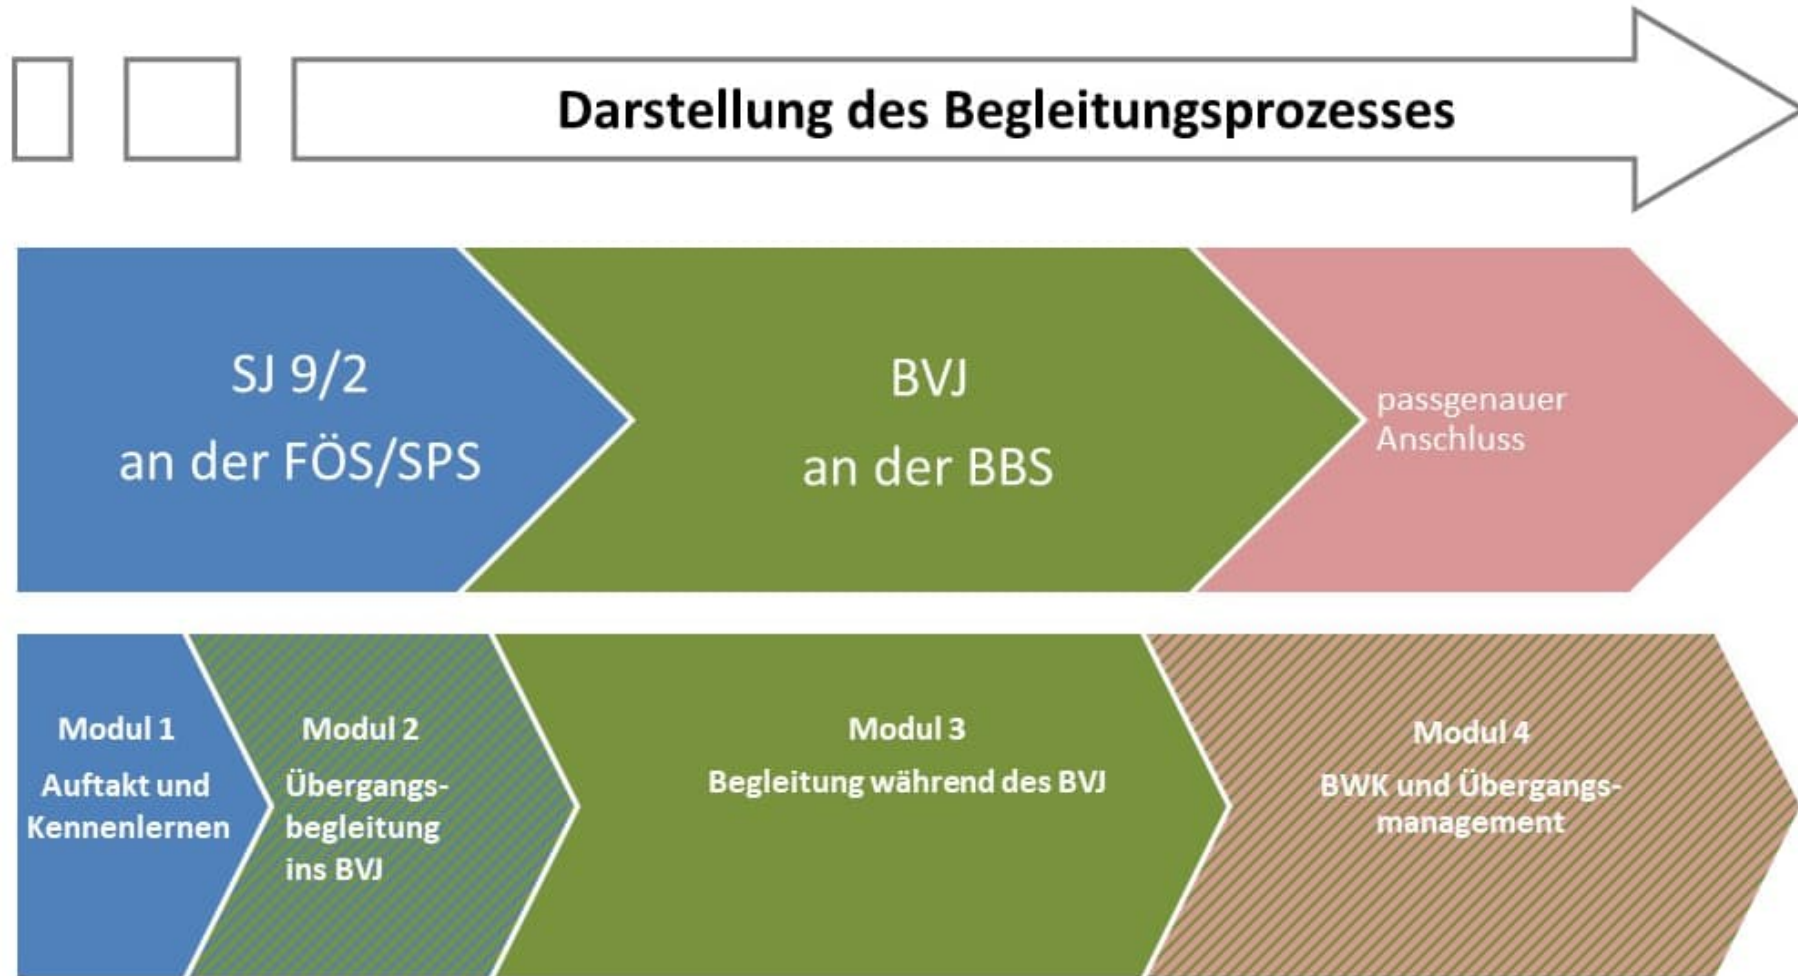 Darstellung des Begleitungsprozesses
SJ 9/2
an der FÖS/SPS
BVJ
an der BBS
passgenauer
Anschluss
Modul 1
Auftakt und
Kennenlernen
Modul 2
Übergangs-
begleitung
ins BVJ
Modul 3
Begleitung während des BVJ
Modul 4
BWK und Übergangs-
management